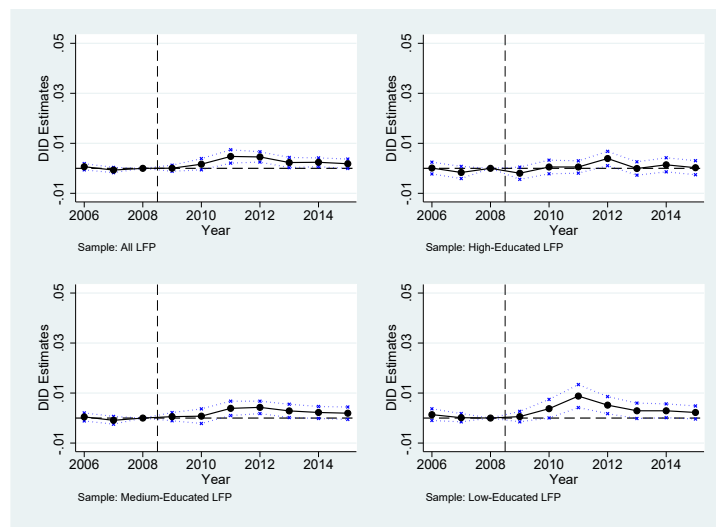 .05
.03
.01
-.01
DID Estimates
2006 2008 2010 2012 2014
Year
Sample: All LFP
.05
.03
.01
-.01
DID Estimates
2006 2008 2010 2012 2014
Year
Sample: High-Educated LFP
.05
.03
.01
-.01
DID Estimates
2006 2008 2010 2012 2014
Year
Sample: Medium-Educated LFP
.05
.03
.01
-.01
DID Estimates
2006 2008 2010 2012 2014
Year
Sample: Low-Educated LFP